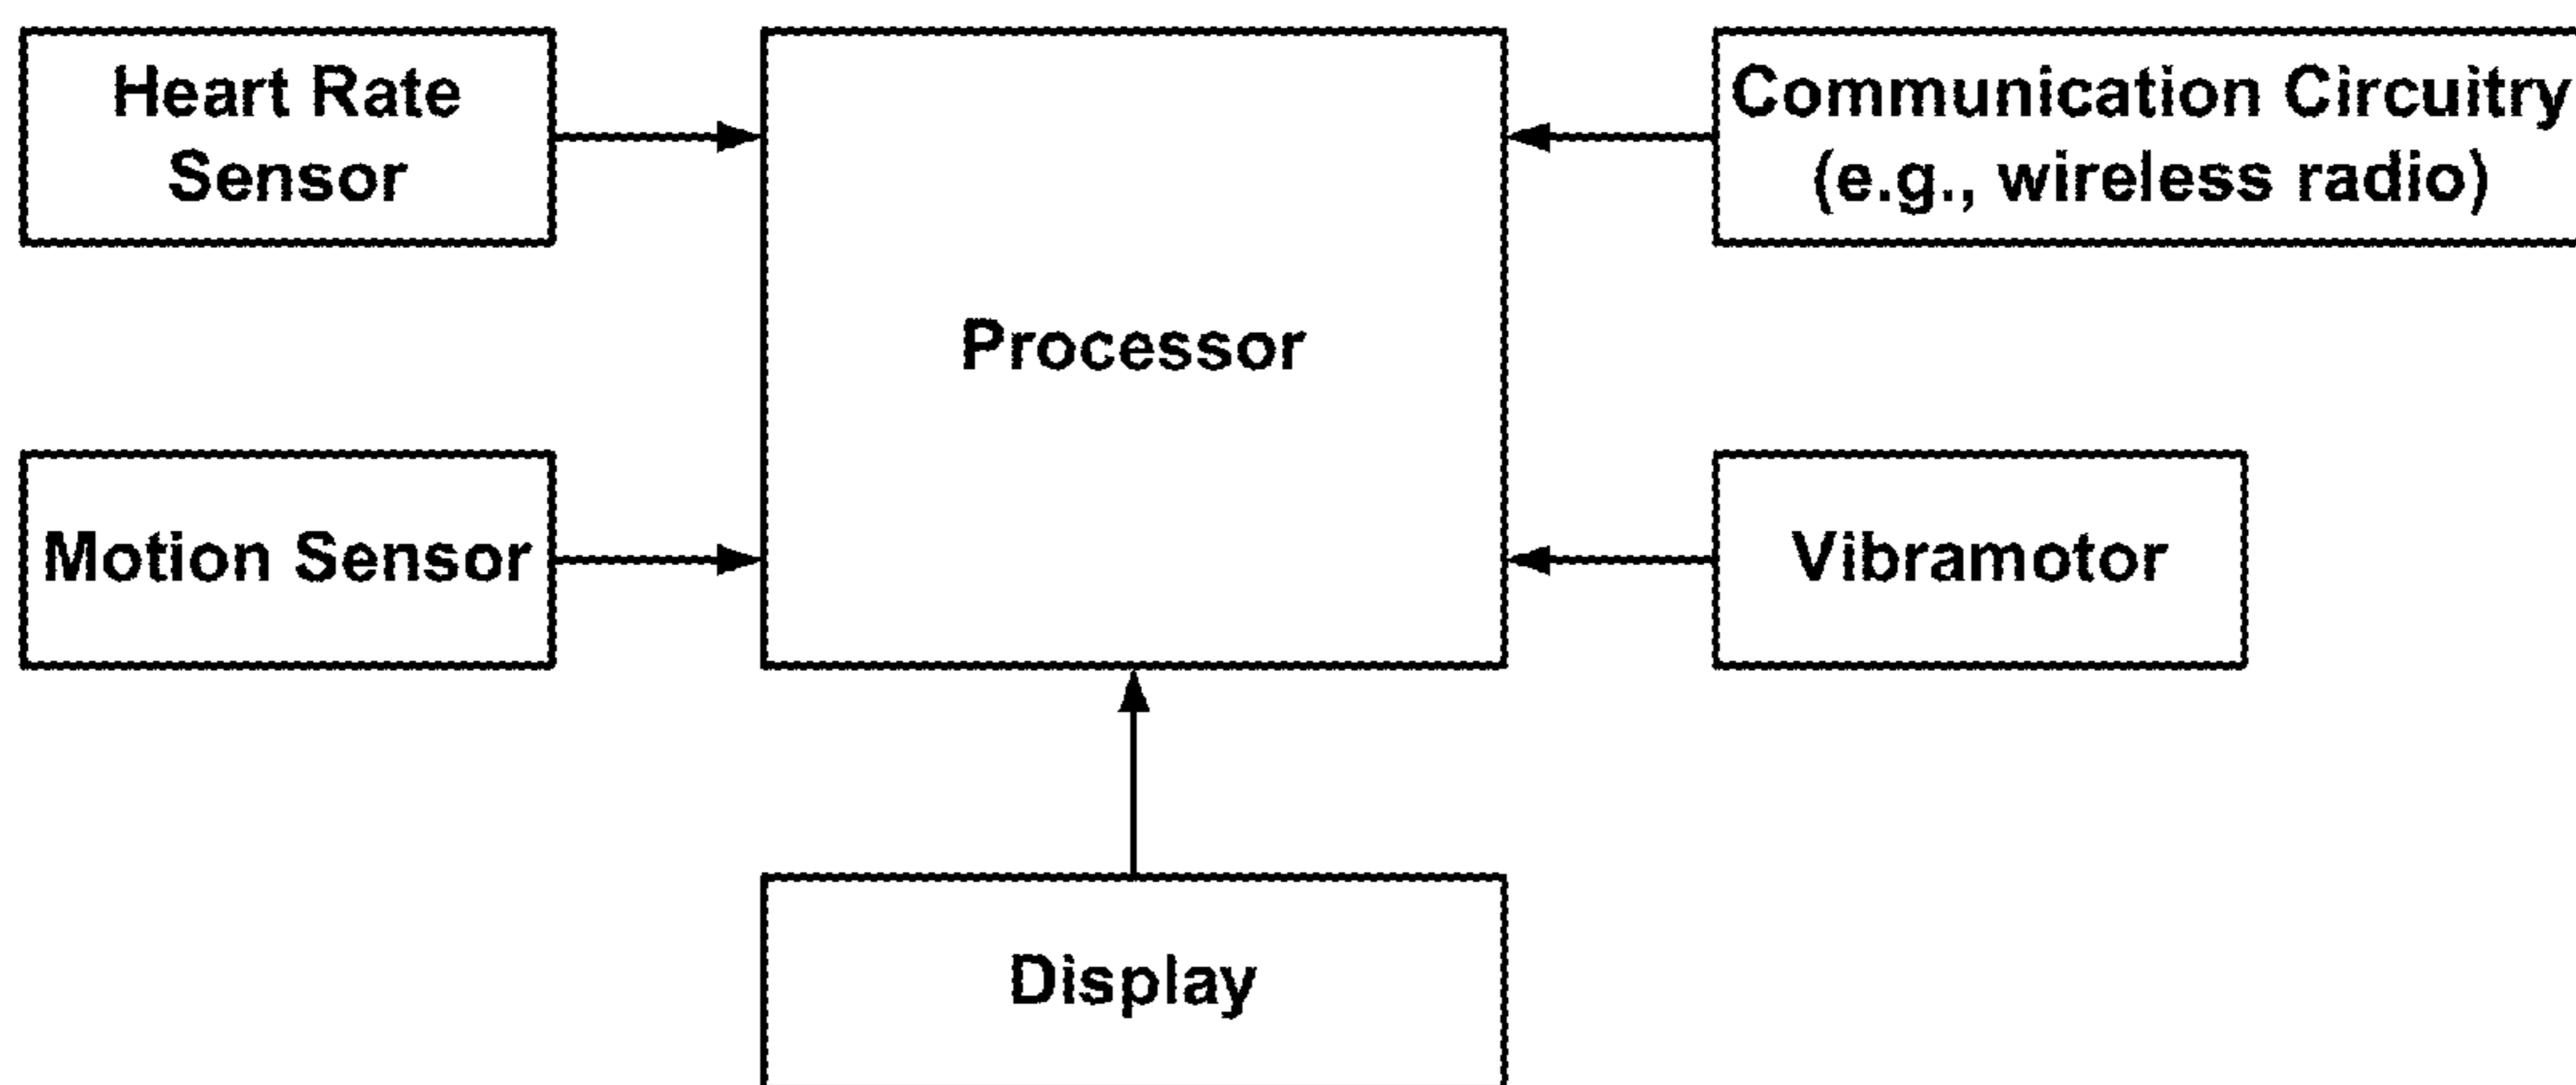 Heart Rate
Sensor
Processor
Communication Circuitry
(e.g., wireless radio)
Motion Sensor
Vibramotor
Display